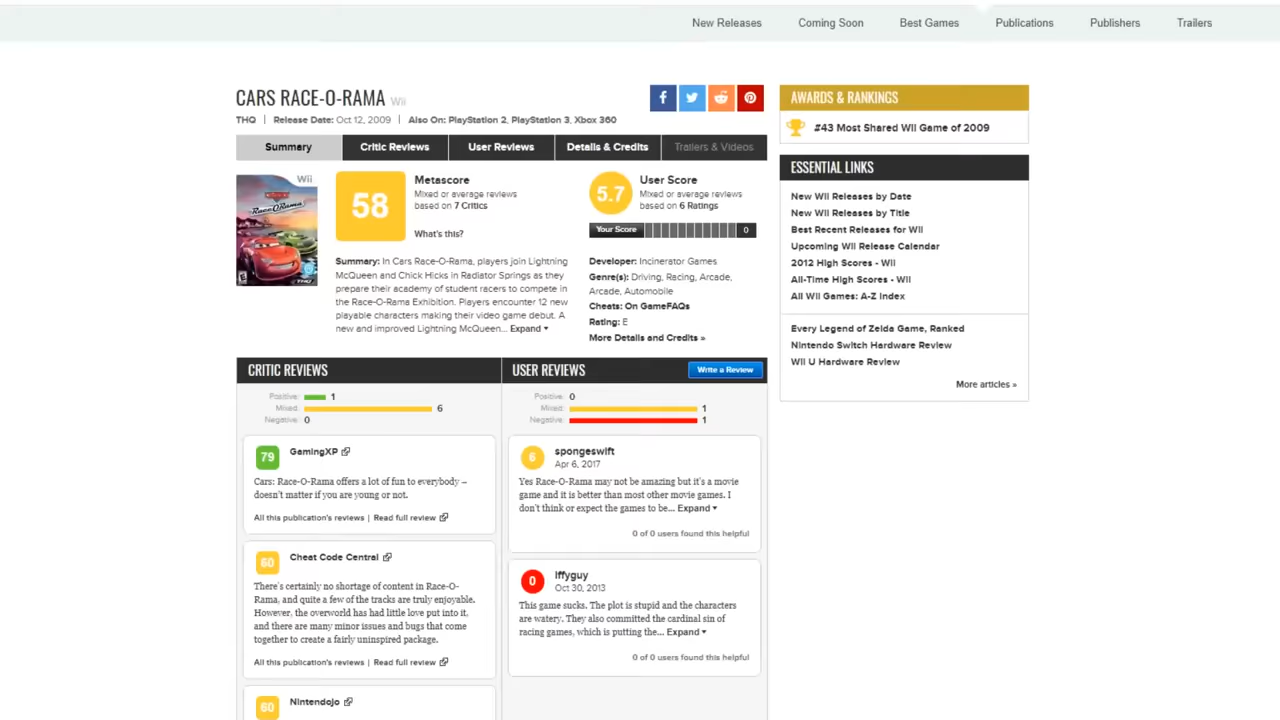 New Releases Coming Soon Best Games Publications Publishers Trailers
CARS RACE-O-RAMA Wii
THQ | Release Date: Oct 12, 2009 | Also On: PlayStation 2, PlayStation 3, Xbox 360
Summary Critic Reviews User Reviews Details & Credits Trailers & Videos
Wii
CARS
RACE-O-RAMA
THQ
58
Metascore
Mixed or average reviews
based on 7 Critics
What's this?
5.7
User Score
Mixed or average reviews
based on 6 Ratings
Your Score 0
Summary: In Cars Race-O-Rama, players join Lightning
McQueen and Chick Hicks in Radiator Springs as they
prepare their academy of student racers to compete in
the Race-O-Rama Exhibition. Players encounter 12 new
playable characters making their video game debut. A
new and improved Lightning McQueen... Expand
Developer: Incinerator Games
Genre(s): Driving, Racing, Arcade,
Arcade, Automobile
Cheats: On GameFAQs
Rating: E
More Details and Credits »
CRITIC REVIEWS
Positive: 1
Mixed: 6
Negative: 0
79 GamingXP
Cars: Race-O-Rama offers a lot of fun to everybody –
doesn't matter if you are young or not.
All this publication's reviews | Read full review
60 Cheat Code Central
There's certainly no shortage of content in Race-O-
Rama, and quite a few of the tracks are truly enjoyable.
However, the overworld has had little love put into it,
and there are many minor issues and bugs that come
together to create a fairly uninspired package.
All this publication's reviews | Read full review
60 Nintendojo
USER REVIEWS Write a Review
Positive: 0
Mixed: 1
Negative: 1
6 spongeswift
Apr 6, 2017
Yes Race-O-Rama may not be amazing but it's a movie
game and it is better than most other movie games. I
don't think or expect the games to be... Expand
0 of 0 users found this helpful
0 Iffyguy
Oct 30, 2013
This game sucks. The plot is stupid and the characters
are watery. They also committed the cardinal sin of
racing games, which is putting the... Expand
0 of 0 users found this helpful
AWARDS & RANKINGS
#43 Most Shared Wii Game of 2009
ESSENTIAL LINKS
New Wii Releases by Date
New Wii Releases by Title
Best Recent Releases for Wii
Upcoming Wii Release Calendar
2012 High Scores - Wii
All-Time High Scores - Wii
All Wii Games: A-Z Index
Every Legend of Zelda Game, Ranked
Nintendo Switch Hardware Review
Wii U Hardware Review
More articles »